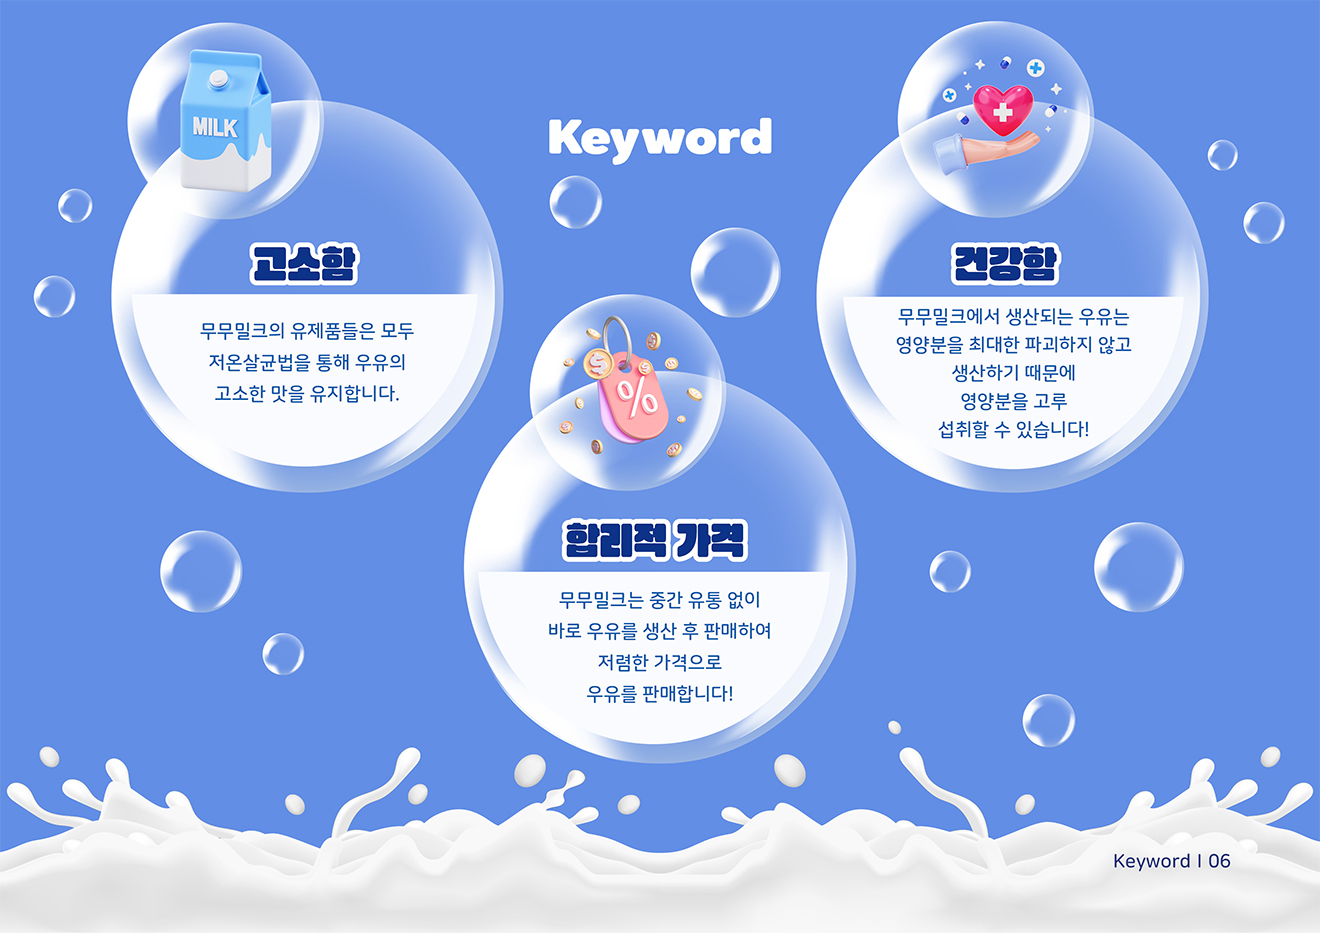 Keyword
MILK
고소함
무무밀크의 유제품들은 모두
저온살균법을 통해 우유의
고소한 맛을 유지합니다.
%
$
$
합리적 가격
무무밀크는 중간 유통 없이
바로 우유를 생산 후 판매하여
저렴한 가격으로
우유를 판매합니다!
건강함
무무밀크에서 생산되는 우유는
영양분을 최대한 파괴하지 않고
생산하기 때문에
영양분을 고루
섭취할 수 있습니다!
Keyword I 06